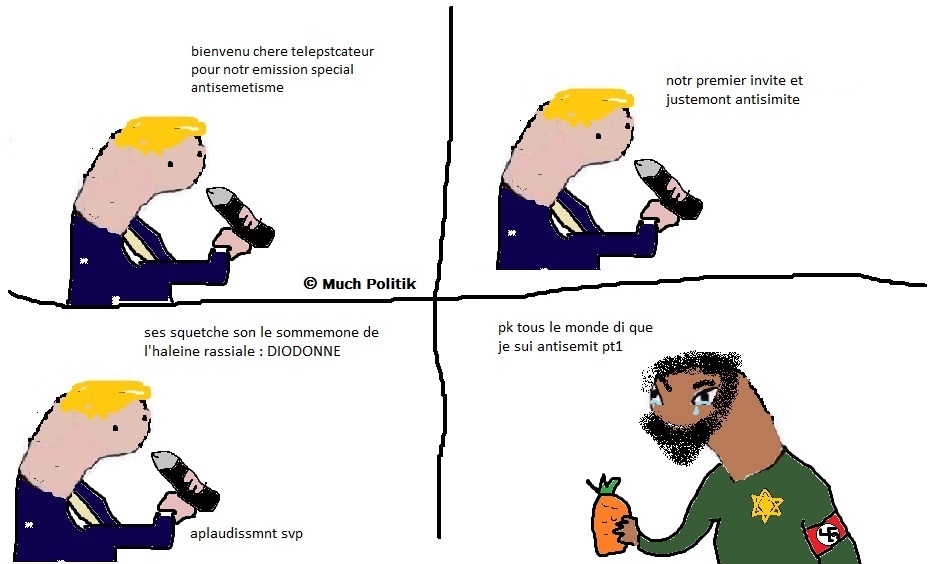 bienvenu chere telepstcateur
pour notr emission special
antisemetisme
© Much Politik
notr premier invite et
justemont antisimite
ses squetche son le sommemone de
l'haleine rassiale : DIODONNE
aplaudissmnt svp
pk tous le monde di que
je sui antisemit pt1